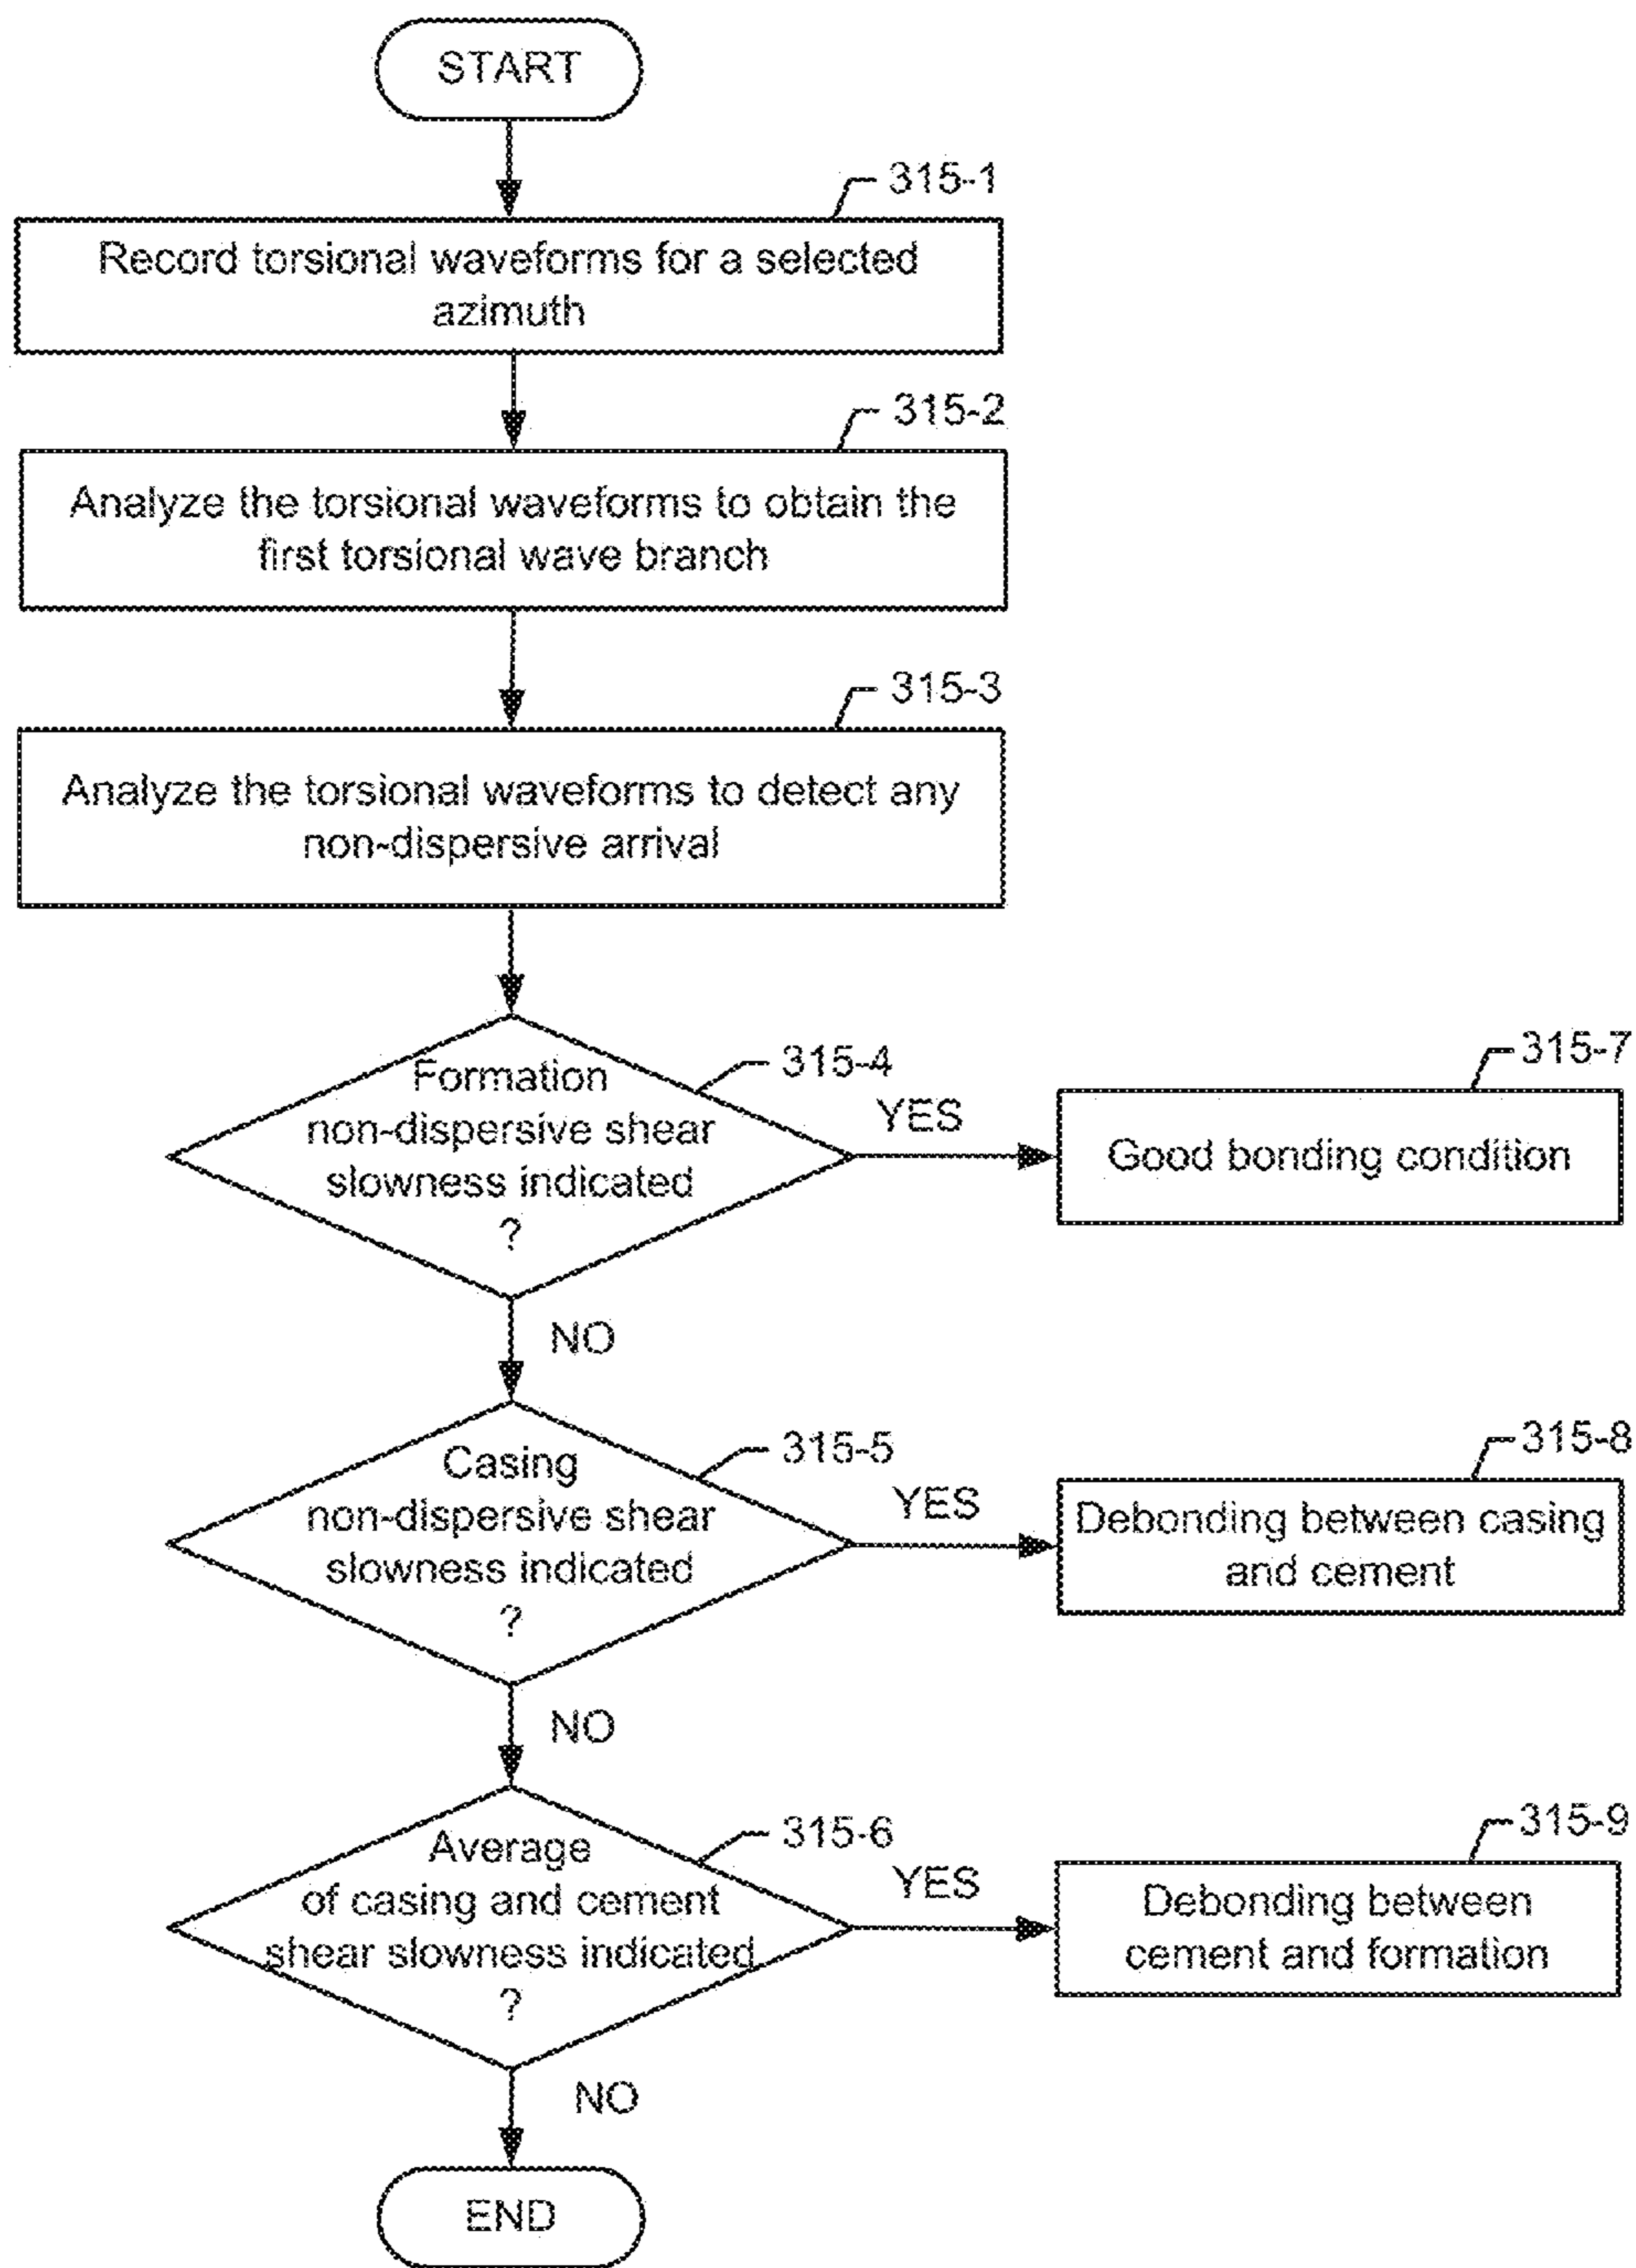 START
315-1
Record torsional waveforms for a selected
azimuth
315-2
Analyze the torsional waveforms to obtain the
first torsional wave branch
315-3
Analyze the torsional waveforms to detect any
non-dispersive arrival
315-4
Formation
non-dispersive shear
slowness indicated
?
YES
315-7
Good bonding condition
NO
315-5
Casing
non-dispersive shear
slowness indicated
?
YES
315-8
Debonding between casing
and cement
NO
315-6
Average
of casing and cement
shear slowness indicated
?
YES
315-9
Debonding between
cement and formation
NO
END